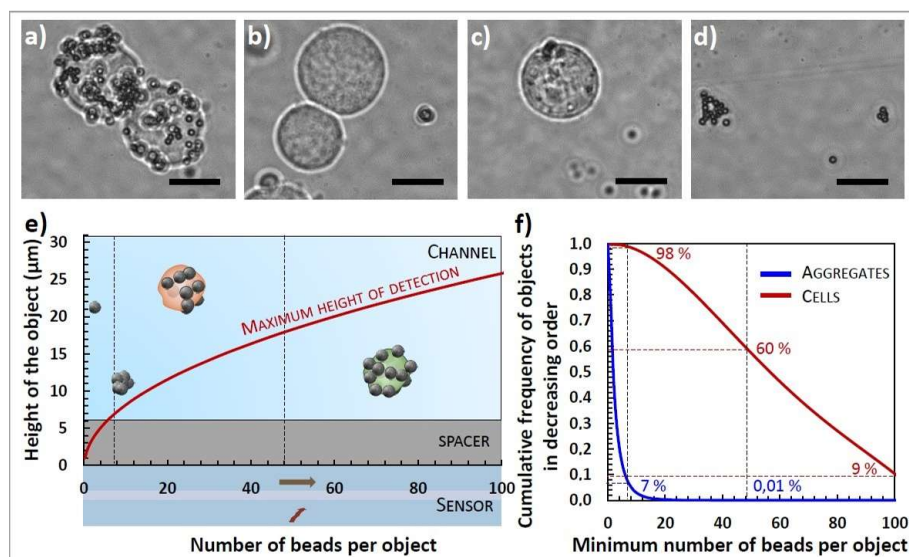 a)
b)
c)
d)
e)
Height of the object (µm)
30
25
20
15
10
5
0
CHANNEL
MAXIMUM HEIGHT OF DETECTION
SPACER
0 20 40 60 80 100
SENSOR
Number of beads per object
f)
Cumulative frequency of objects
in decreasing order
1.0
0.9
0.8
0.7
0.6
0.5
0.4
0.3
0.2
0.1
0.0
98 %
AGGREGATES
CELLS
60 %
9 %
7 %
0,01 %
0 20 40 60 80 100
Minimum number of beads per object